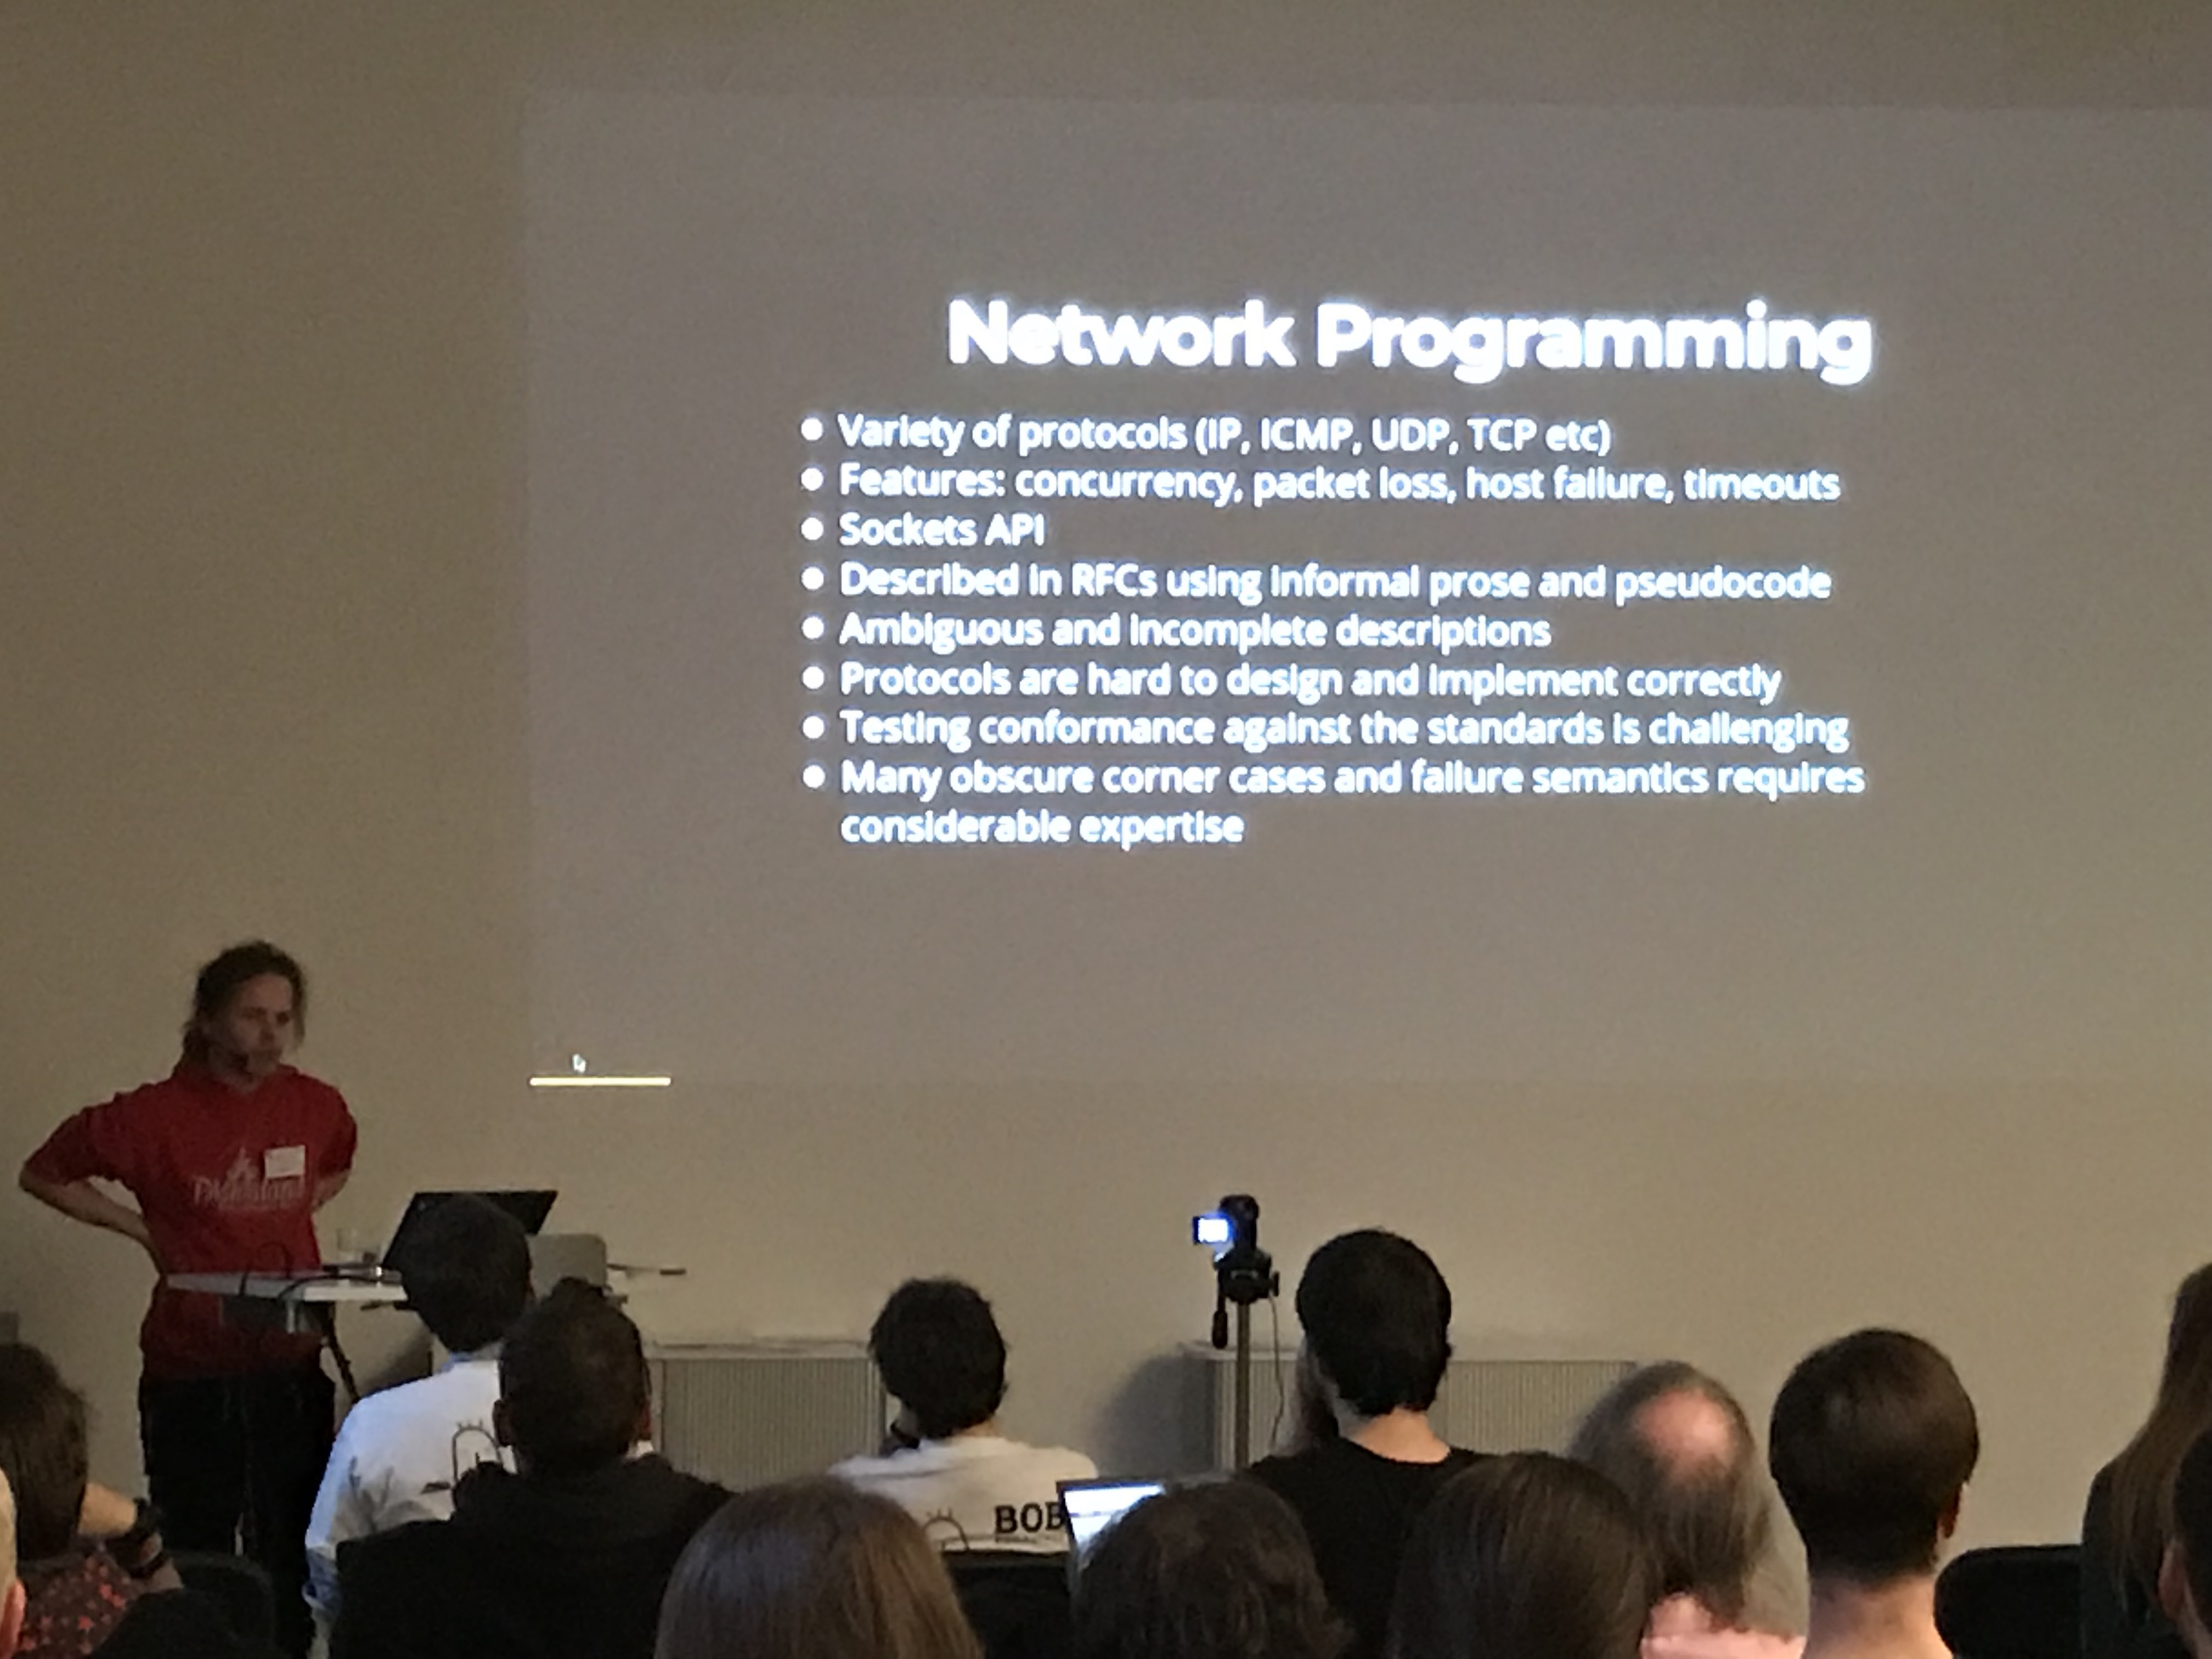 Network Programming
• Variety of protocols (IP, ICMP, UDP, TCP etc)
• Features: concurrency, packet loss, host failure, timeouts
• Sockets API
• Described in RFCs using informal prose and pseudocode
• Ambiguous and incomplete descriptions
• Protocols are hard to design and implement correctly
• Testing conformance against the standards is challenging
• Many obscure corner cases and failure semantics requires
considerable expertise
BOB